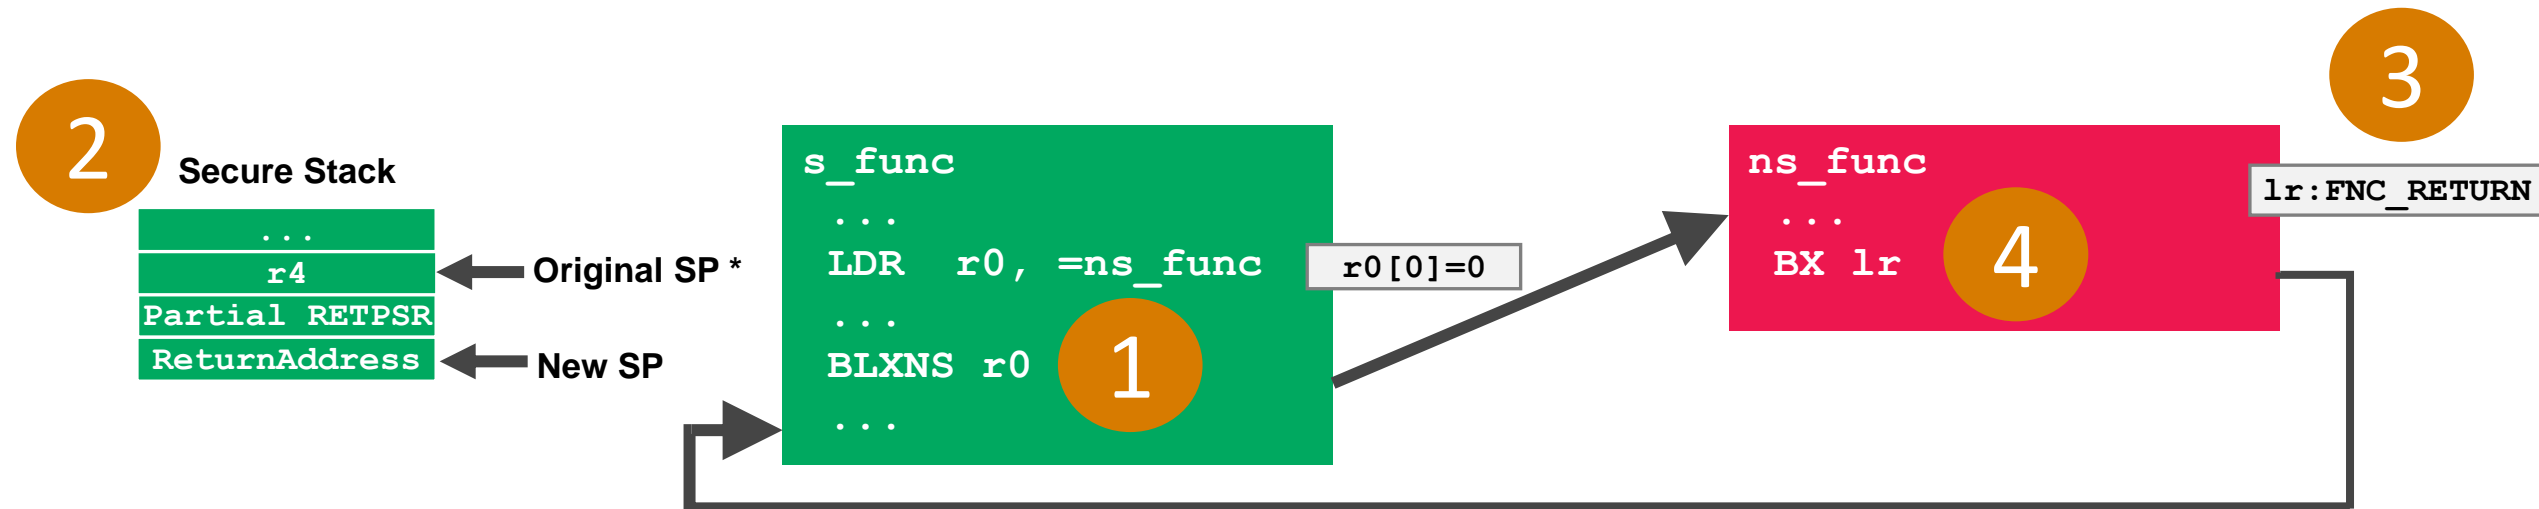 2
Secure Stack
...
r4
Partial RETPSR
ReturnAddress
Original SP *
New SP
s_func
...
LDR r0, =ns_func
...
BLXNS r0
...
1
r0[0]=0
ns_func
...
BX lr
4
3
lr:FNC_RETURN